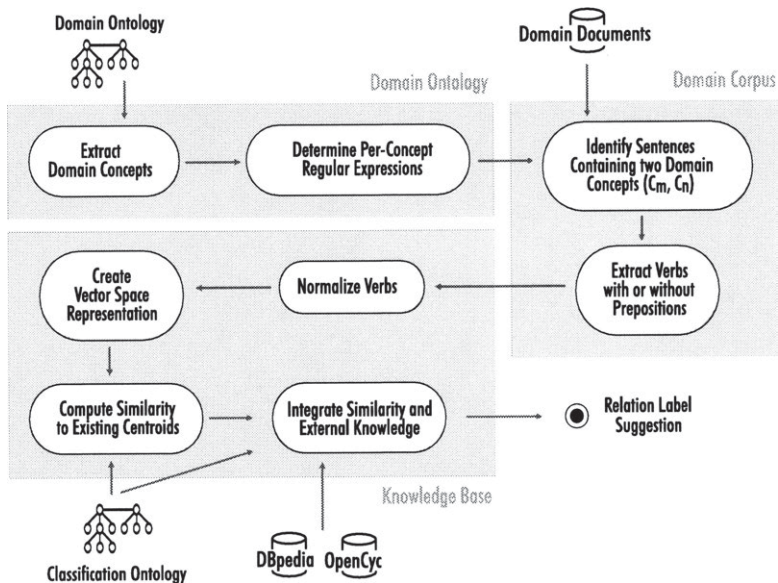 Domain Ontology
Domain Documents
Domain Ontology
Domain Corpus
Extract
Domain Concepts
Determine Per-Concept
Regular Expressions
Identify Sentences
Containing two Domain
Concepts (Cm, Cn)
Extract Verbs
with or without
Prepositions
Normalize Verbs
Create
Vector Space
Representation
Compute Similarity
to Existing Centroids
Integrate Similarity and
External Knowledge
Relation Label
Suggestion
Knowledge Base
Classification Ontology
DBpedia
OpenCyc